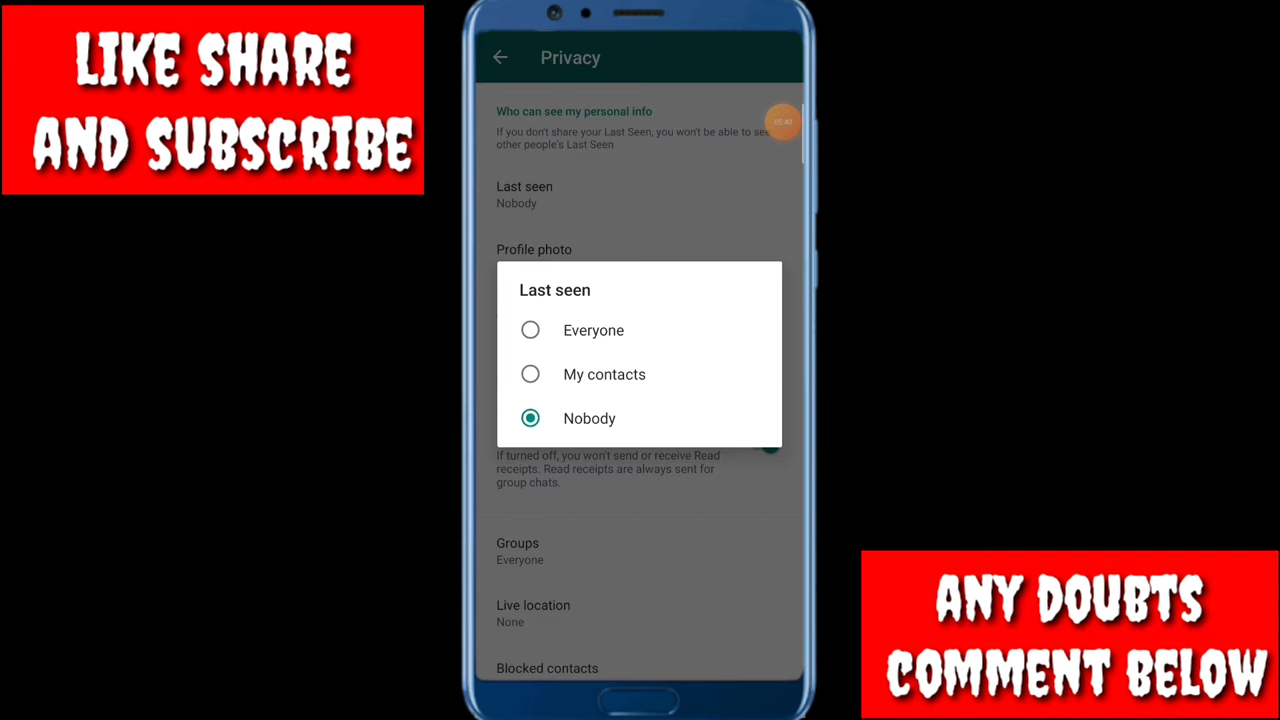 LIKE SHARE
AND SUBSCRIBE
Privacy
Who can see my personal info
If you don't share your Last Seen, you won't be able to see
other people's Last Seen
05:40
Last seen
Nobody
Profile photo
Last seen
Everyone
My contacts
Nobody
If turned off, you won't send or receive Read
receipts. Read receipts are always sent for
group chats.
Groups
Everyone
Live location
None
Blocked contacts
ANY DOUBTS
COMMENT BELOW